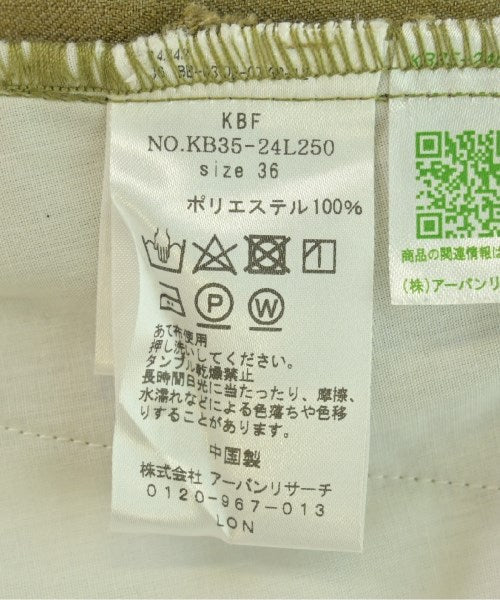 KBF
NO.KB35-24L250
size 36
ポリエステル100%
あて布使用
押し洗いしてください。
タンブル乾燥禁止
長時間日光に当たったり、摩擦、
水濡れなどによる色落ちや色移
りすることがあります。
中国製
株式会社 アーバンリサーチ
0120-967-013
LON
商品の関連情報は
(株)アーバンリ